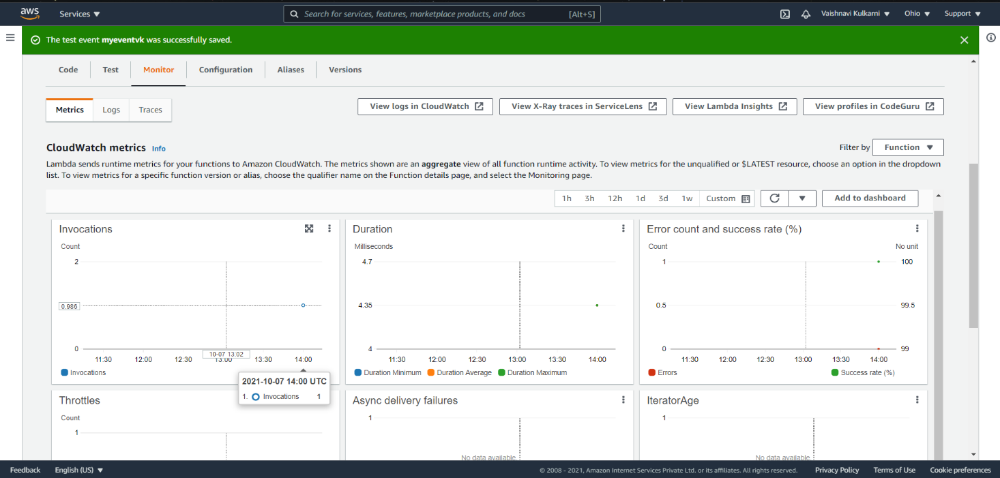 aws Services Search for services, features, marketplace products, and docs [Alt+S] Vaishnavi Kulkarni Ohio Support
The test event myeventvk was successfully saved.
Code Test Monitor Configuration Aliases Versions
Metrics Logs Traces View logs in CloudWatch View X-Ray traces in ServiceLens View Lambda Insights View profiles in CodeGuru
CloudWatch metrics Info Filter by Function
Lambda sends runtime metrics for your functions to Amazon CloudWatch. The metrics shown are an aggregate view of all function runtime activity. To view metrics for the unqualified or $LATEST resource, choose an option in the dropdown
list. To view metrics for a specific function version or alias, choose the qualifier name on the Function details page, and select the Monitoring page.
1h 3h 12h 1d 3d 1w Custom Add to dashboard
Invocations
Count
2
0.986
0
10-07 13:02
11:30 12:00 12:30 13:00 13:30 14:00
Invocations
2021-10-07 14:00 UTC
1. Invocations 1
Duration
Milliseconds
4.7
4.35
4
11:30 12:00 12:30 13:00 13:30 14:00
Duration Minimum Duration Average Duration Maximum
Error count and success rate (%)
Count No unit
1 100
0.5 99.5
0 99
11:30 12:00 12:30 13:00 13:30 14:00
Errors Success rate (%)
Throttles
Count
1
Async delivery failures
1
No data available.
IteratorAge
1
No data available.
Feedback English (US) © 2008 - 2021, Amazon Internet Services Private Ltd. or its affiliates. All rights reserved. Privacy Policy Terms of Use Cookie preferences